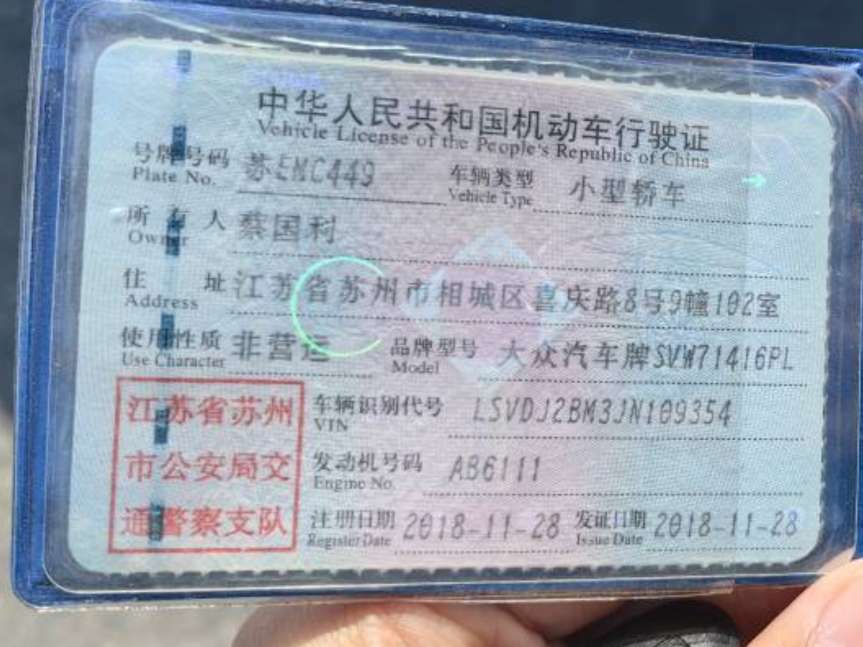 中华人民共和国机动车行驶证
Vehicle License of the People's Republic of China
号牌号码 苏EMC449 车辆类型 小型轿车
Plate No. Vehicle Type
所有人 蔡国利
Owner
住址 江苏省苏州市相城区喜庆路8号9幢102室
Address
使用性质 非营运 品牌型号 大众汽车牌SVW71416PL
Use Character Model
江苏省苏州 车辆识别代号 LSVDJ2BM3JN109354
VIN
市公安局交 发动机号码 AB6111
Engine No.
通警察支队 注册日期 2018-11-28 发证日期 2018-11-28
Register Date Issue Date